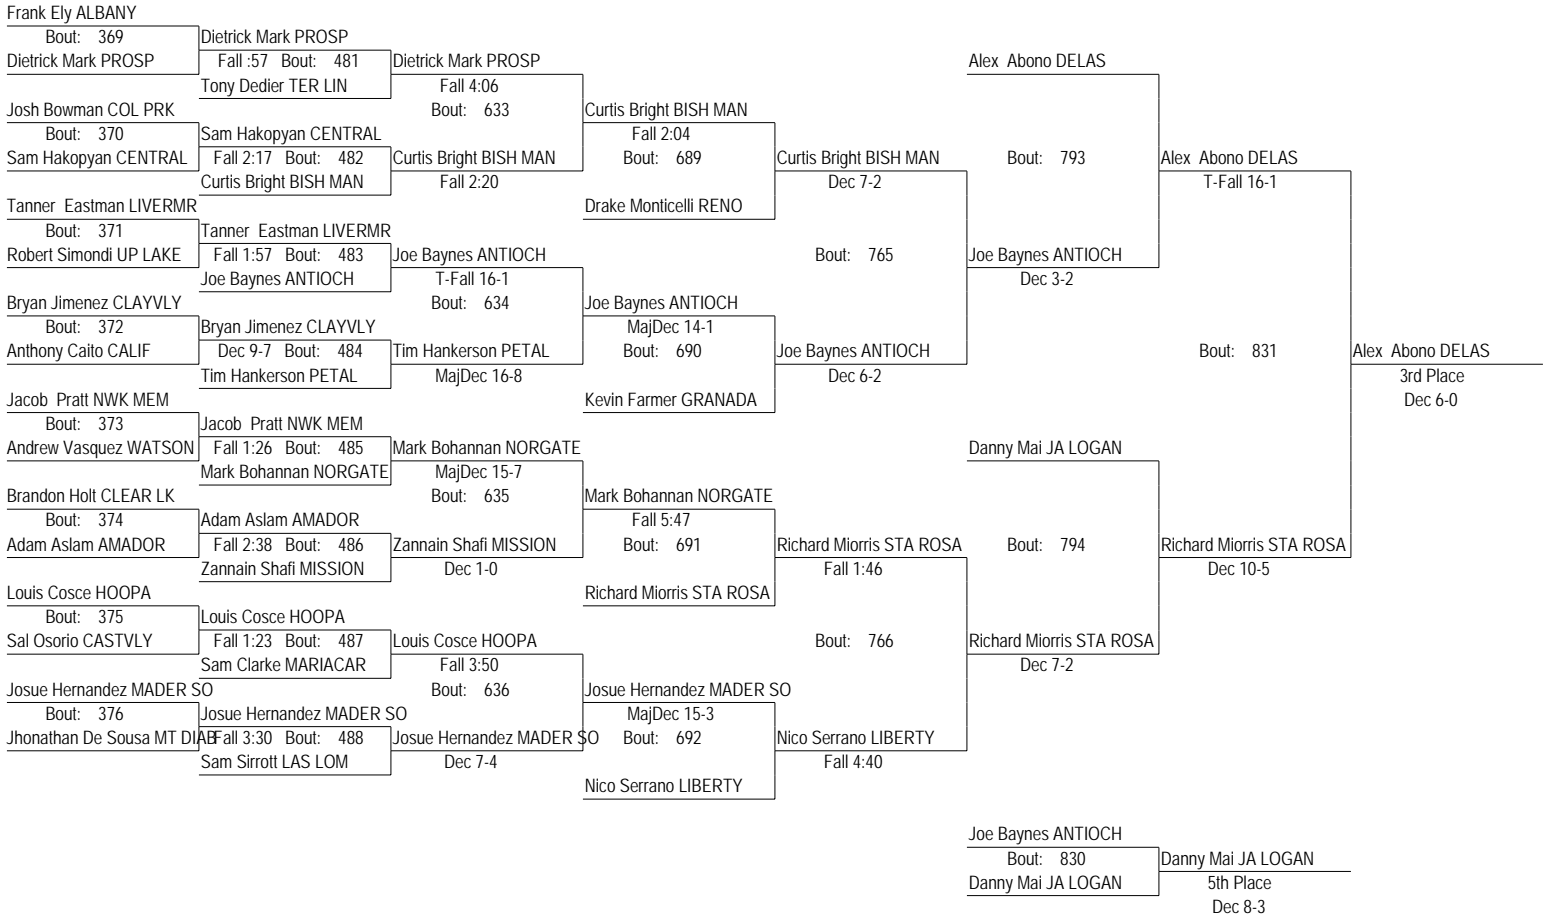 Frank Ely ALBANY
Bout: 369
Dietrick Mark PROSP
Josh Bowman COL PRK
Bout: 370
Sam Hakopyan CENTRAL
Tanner Eastman LIVERMR
Bout: 371
Robert Simondi UP LAKE
Bryan Jimenez CLAYVLY
Bout: 372
Anthony Caito CALIF
Jacob Pratt NWK MEM
Bout: 373
Andrew Vasquez WATSON
Brandon Holt CLEAR LK
Bout: 374
Adam Aslam AMADOR
Louis Cosce HOOPA
Bout: 375
Sal Osorio CASTVLY
Josue Hernandez MADER SO
Bout: 376
Jhonathan De Sousa MT DIAB
Dietrick Mark PROSP
Fall :57 Bout: 481
Tony Dedier TER LIN
Sam Hakopyan CENTRAL
Fall 2:17 Bout: 482
Curtis Bright BISH MAN
Tanner Eastman LIVERMR
Fall 1:57 Bout: 483
Joe Baynes ANTIOCH
Bryan Jimenez CLAYVLY
Dec 9-7 Bout: 484
Tim Hankerson PETAL
Jacob Pratt NWK MEM
Fall 1:26 Bout: 485
Mark Bohannan NORGATE
Adam Aslam AMADOR
Fall 2:38 Bout: 486
Zannain Shafi MISSION
Louis Cosce HOOPA
Fall 1:23 Bout: 487
Sam Clarke MARIACAR
Josue Hernandez MADER SO
Fall 3:30 Bout: 488
Sam Sirrott LAS LOM
Dietrick Mark PROSP
Fall 4:06
Bout: 633
Curtis Bright BISH MAN
Fall 2:20
Joe Baynes ANTIOCH
T-Fall 16-1
Bout: 634
Tim Hankerson PETAL
MajDec 16-8
Mark Bohannan NORGATE
MajDec 15-7
Bout: 635
Zannain Shafi MISSION
Dec 1-0
Louis Cosce HOOPA
Fall 3:50
Bout: 636
Josue Hernandez MADER SO
Dec 7-4
Curtis Bright BISH MAN
Fall 2:04
Bout: 689
Drake Monticelli RENO
Joe Baynes ANTIOCH
MajDec 14-1
Bout: 690
Kevin Farmer GRANADA
Mark Bohannan NORGATE
Fall 5:47
Bout: 691
Richard Miorris STA ROSA
Josue Hernandez MADER SO
MajDec 15-3
Bout: 692
Nico Serrano LIBERTY
Curtis Bright BISH MAN
Dec 7-2
Bout: 765
Joe Baynes ANTIOCH
Dec 6-2
Richard Miorris STA ROSA
Fall 1:46
Bout: 766
Nico Serrano LIBERTY
Fall 4:40
Alex Abono DELAS
Bout: 793
Joe Baynes ANTIOCH
Dec 3-2
Danny Mai JA LOGAN
Bout: 794
Richard Miorris STA ROSA
Dec 7-2
Alex Abono DELAS
T-Fall 16-1
Bout: 831
Richard Miorris STA ROSA
Dec 10-5
Alex Abono DELAS
3rd Place
Dec 6-0
Joe Baynes ANTIOCH
Bout: 830
Danny Mai JA LOGAN
Danny Mai JA LOGAN
5th Place
Dec 8-3